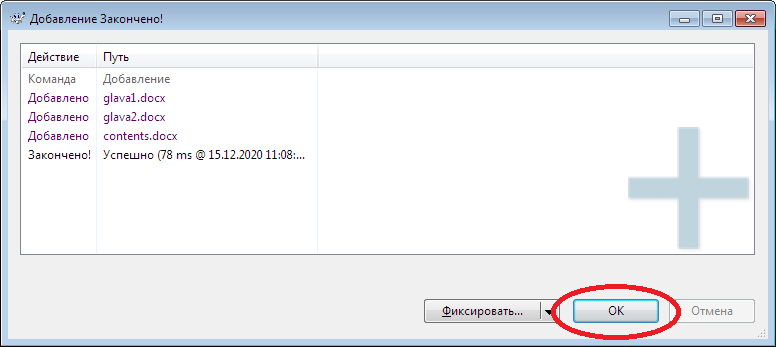 Добавление Закончено!
Действие Путь
Команда Добавление
Добавлено glava1.docx
Добавлено glava2.docx
Добавлено contents.docx
Закончено! Успешно (78 ms @ 15.12.2020 11:08:...
Фиксировать... OK Отмена